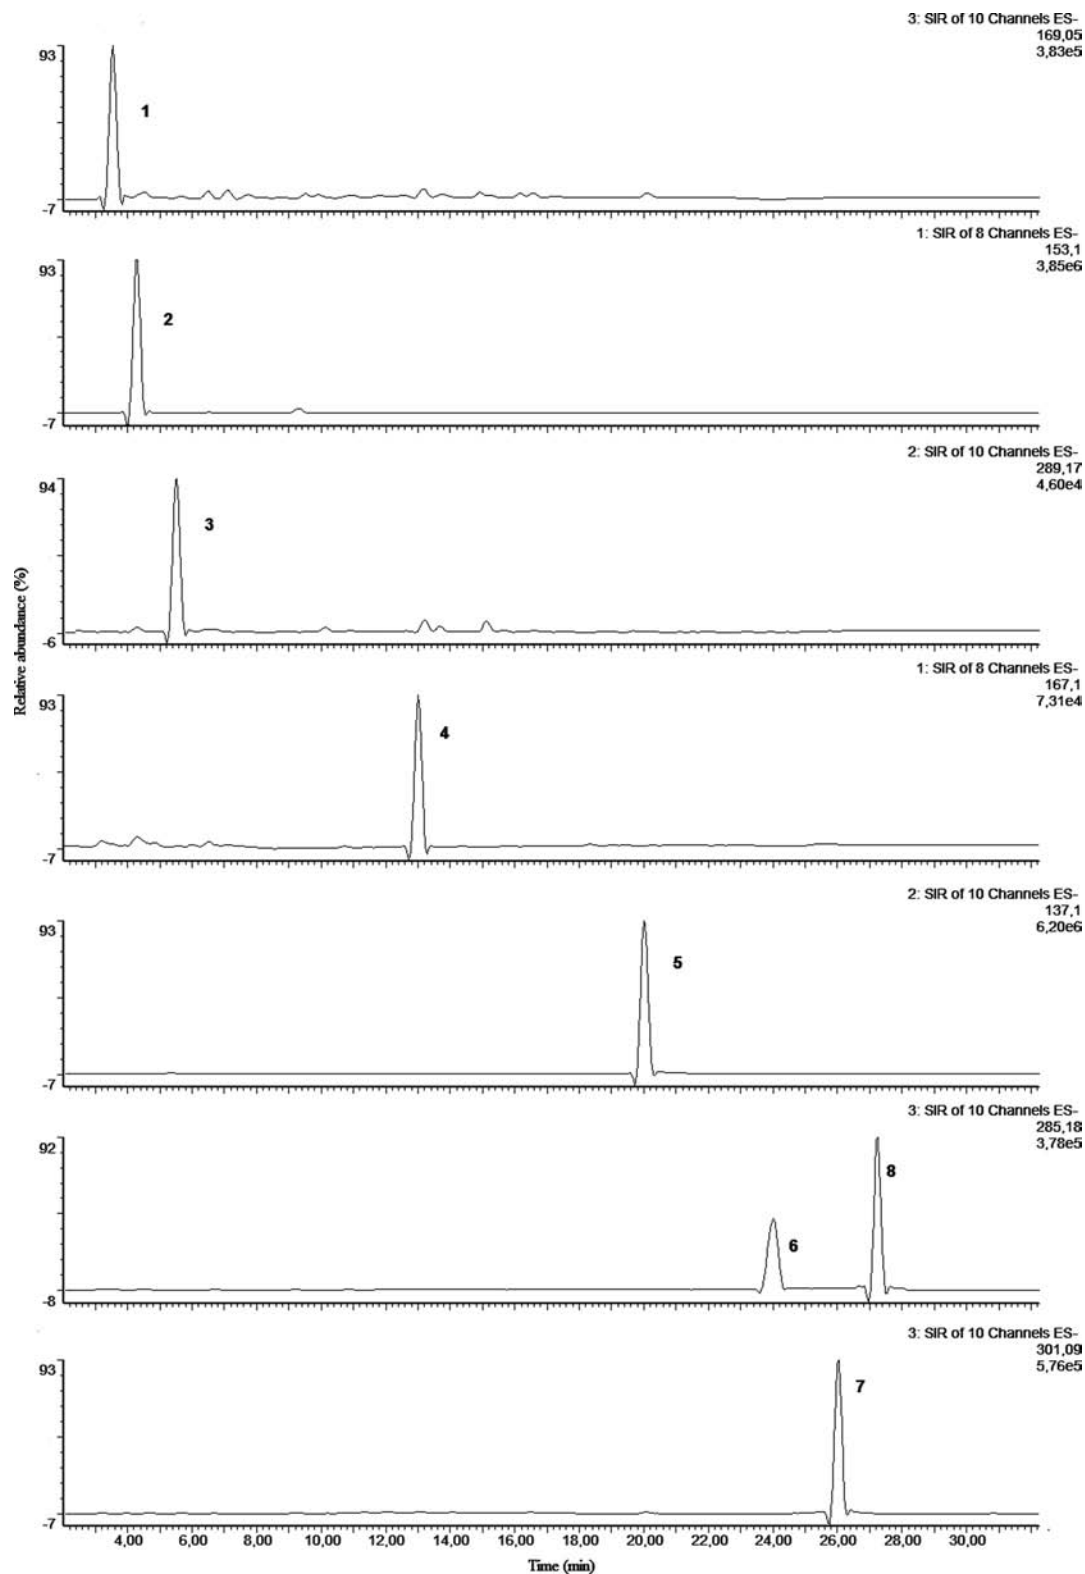 3: SIR of 10 Channels ES-
169,05
3,83e5
93
1
-7
1: SIR of 8 Channels ES-
153,1
3,85e6
93
2
-7
2: SIR of 10 Channels ES-
289,17
4,60e4
94
3
-6
Relative abundance (%)
1: SIR of 8 Channels ES-
167,1
7,31e4
93
4
-7
2: SIR of 10 Channels ES-
137,1
6,20e6
93
5
-7
3: SIR of 10 Channels ES-
285,18
3,78e5
92
8
6
-8
3: SIR of 10 Channels ES-
301,09
5,76e5
93
7
-7
4,00 6,00 8,00 10,00 12,00 14,00 16,00 18,00 20,00 22,00 24,00 26,00 28,00 30,00
Time (min)